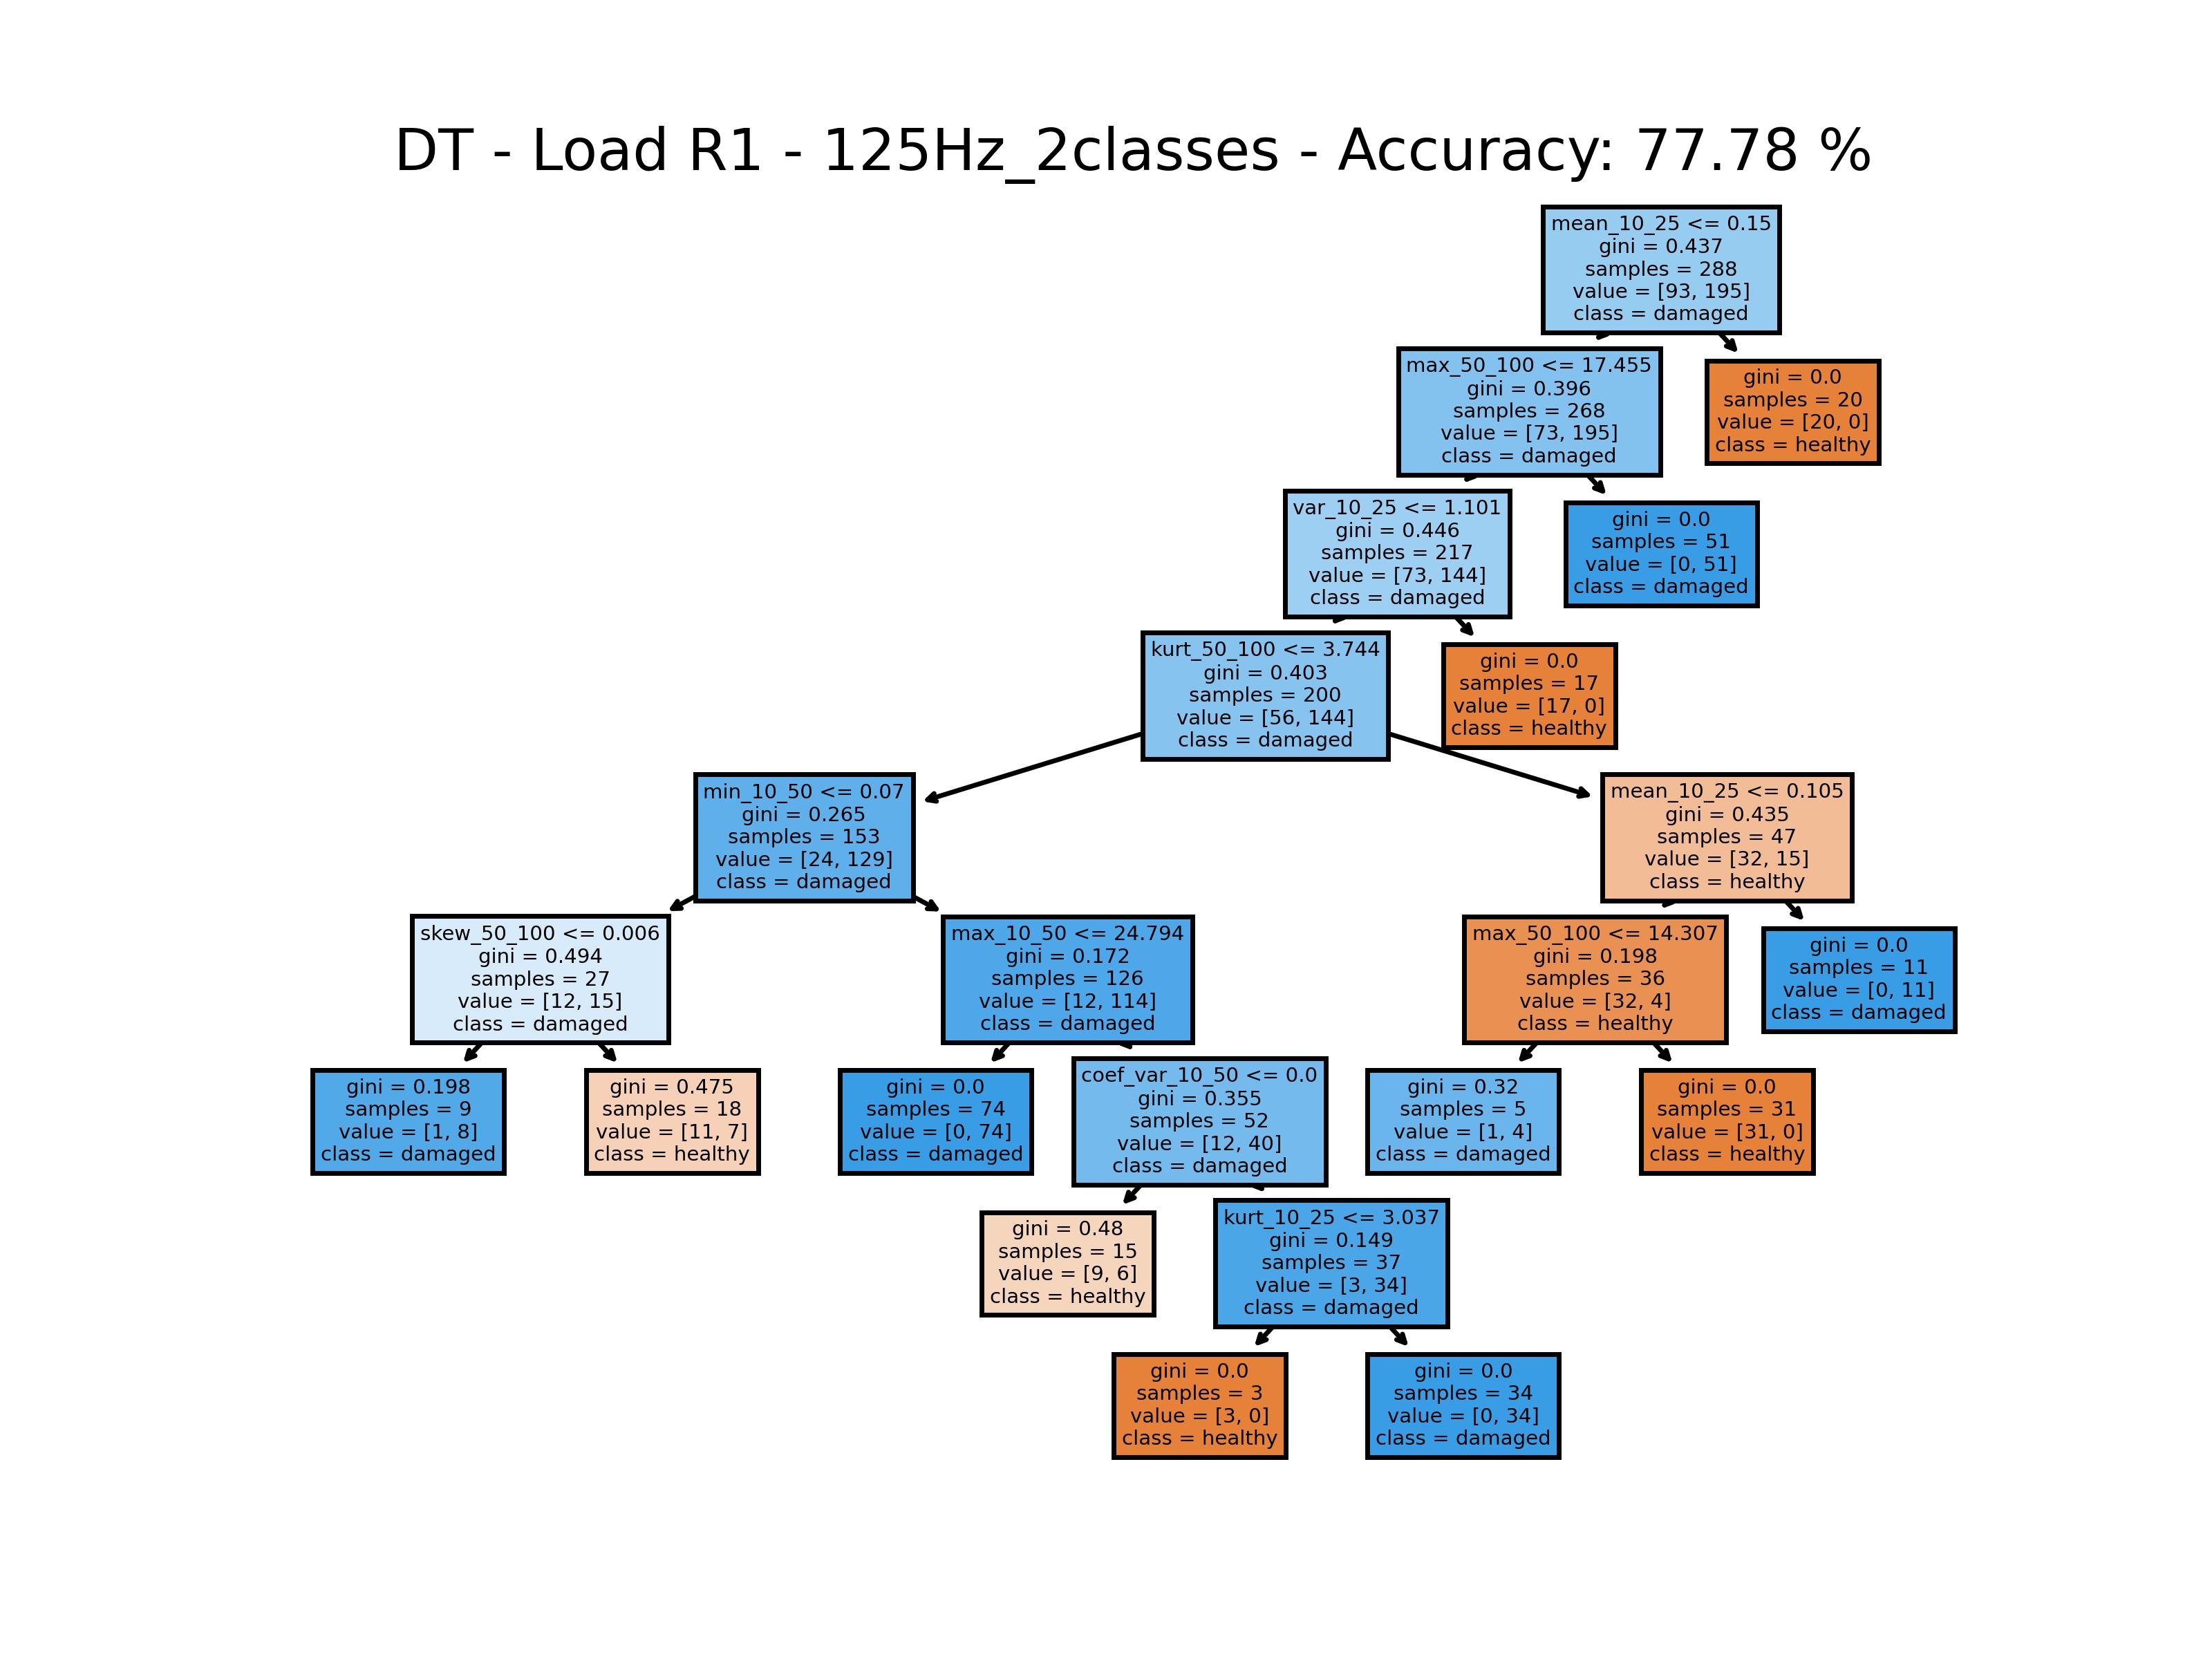 DT - Load R1 - 125Hz_2classes - Accuracy: 77.78 %
mean_10_25 <= 0.15
gini = 0.437
samples = 288
value = [93, 195]
class = damaged
max_50_100 <= 17.455
gini = 0.396
samples = 268
value = [73, 195]
class = damaged
gini = 0.0
samples = 20
value = [20, 0]
class = healthy
var_10_25 <= 1.101
gini = 0.446
samples = 217
value = [73, 144]
class = damaged
gini = 0.0
samples = 51
value = [0, 51]
class = damaged
kurt_50_100 <= 3.744
gini = 0.403
samples = 200
value = [56, 144]
class = damaged
gini = 0.0
samples = 17
value = [17, 0]
class = healthy
min_10_50 <= 0.07
gini = 0.265
samples = 153
value = [24, 129]
class = damaged
mean_10_25 <= 0.105
gini = 0.435
samples = 47
value = [32, 15]
class = healthy
skew_50_100 <= 0.006
gini = 0.494
samples = 27
value = [12, 15]
class = damaged
max_10_50 <= 24.794
gini = 0.172
samples = 126
value = [12, 114]
class = damaged
max_50_100 <= 14.307
gini = 0.198
samples = 36
value = [32, 4]
class = healthy
gini = 0.0
samples = 11
value = [0, 11]
class = damaged
gini = 0.198
samples = 9
value = [1, 8]
class = damaged
gini = 0.475
samples = 18
value = [11, 7]
class = healthy
gini = 0.0
samples = 74
value = [0, 74]
class = damaged
coef_var_10_50 <= 0.0
gini = 0.355
samples = 52
value = [12, 40]
class = damaged
gini = 0.32
samples = 5
value = [1, 4]
class = damaged
gini = 0.0
samples = 31
value = [31, 0]
class = healthy
gini = 0.48
samples = 15
value = [9, 6]
class = healthy
kurt_10_25 <= 3.037
gini = 0.149
samples = 37
value = [3, 34]
class = damaged
gini = 0.0
samples = 3
value = [3, 0]
class = healthy
gini = 0.0
samples = 34
value = [0, 34]
class = damaged